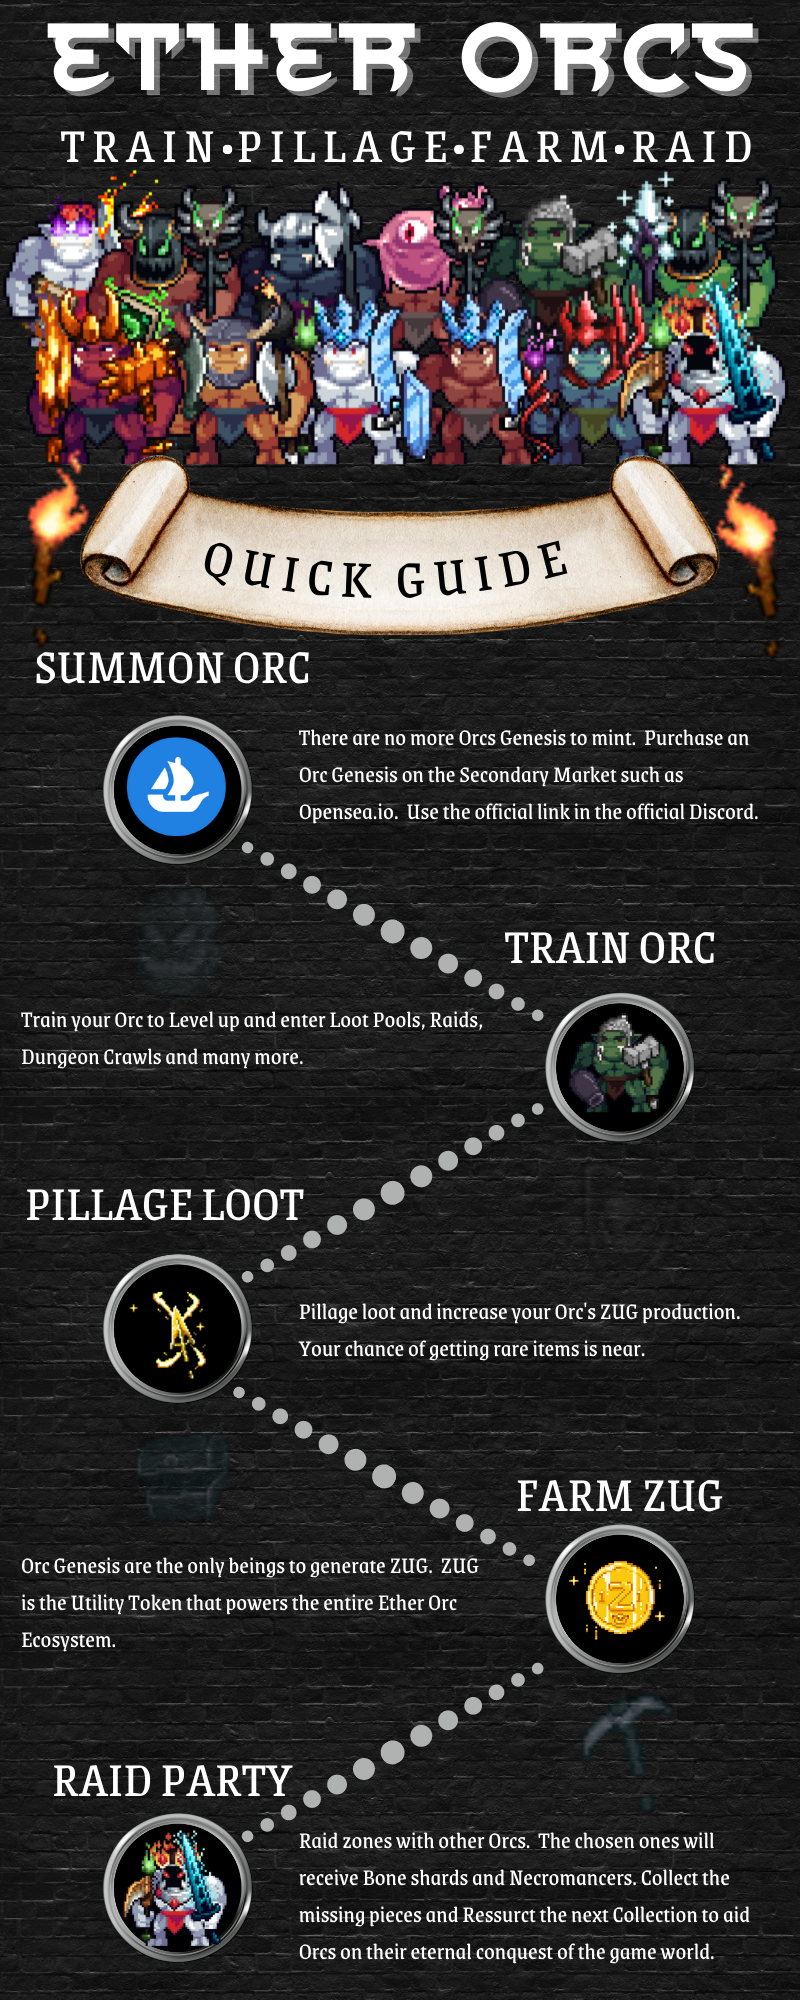 ETHER ORCS
TRAIN•PILLAGE•FARM•RAID
QUICK GUIDE
SUMMON ORC
There are no more Orcs Genesis to mint.  Purchase an
Orc Genesis on the Secondary Market such as
Opensea.io.  Use the official link in the official Discord.
TRAIN ORC
Train your Orc to Level up and enter Loot Pools, Raids,
Dungeon Crawls and many more.
PILLAGE LOOT
Pillage loot and increase your Orc's ZUG production.
Your chance of getting rare items is near.
FARM ZUG
Orc Genesis are the only beings to generate ZUG.  ZUG
is the Utility Token that powers the entire Ether Orc
Ecosystem.
Z
RAID PARTY
Raid zones with other Orcs.  The chosen ones will
receive Bone shards and Necromancers. Collect the
missing pieces and Ressurct the next Collection to aid
Orcs on their eternal conquest of the game world.